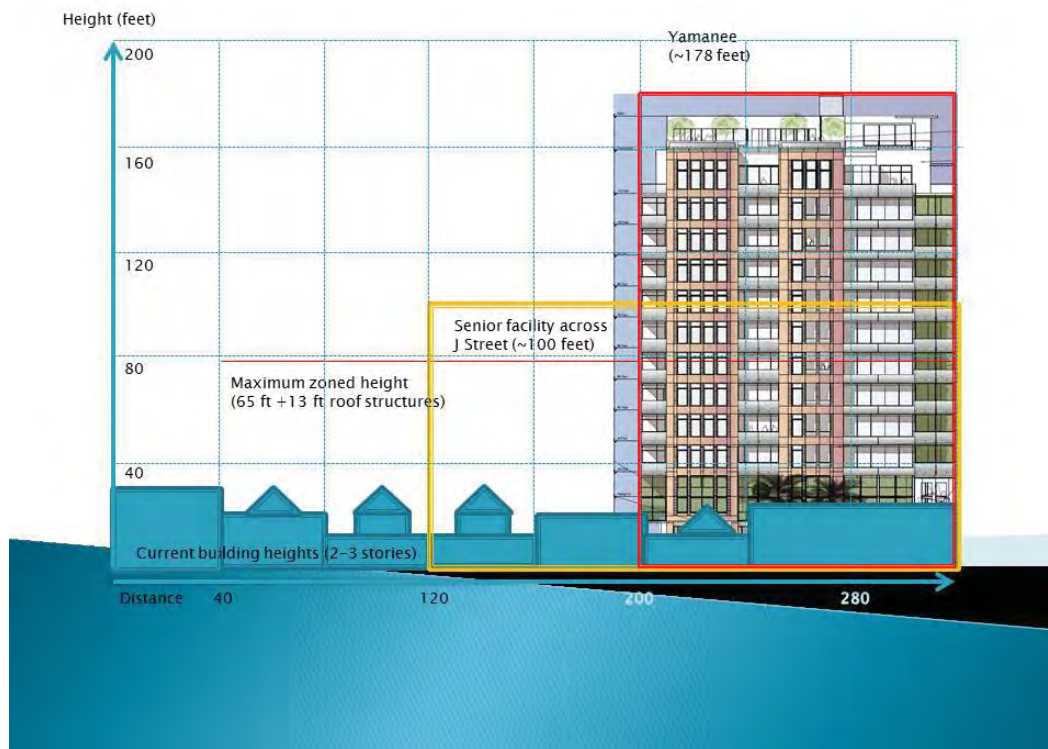 Height (feet)
Yamanee
(~178 feet)
200
160
120
Senior facility across
J Street (~100 feet)
80
Maximum zoned height
(65 ft +13 ft roof structures)
40
Current building heights (2-3 stories)
Distance 40 120 200 280